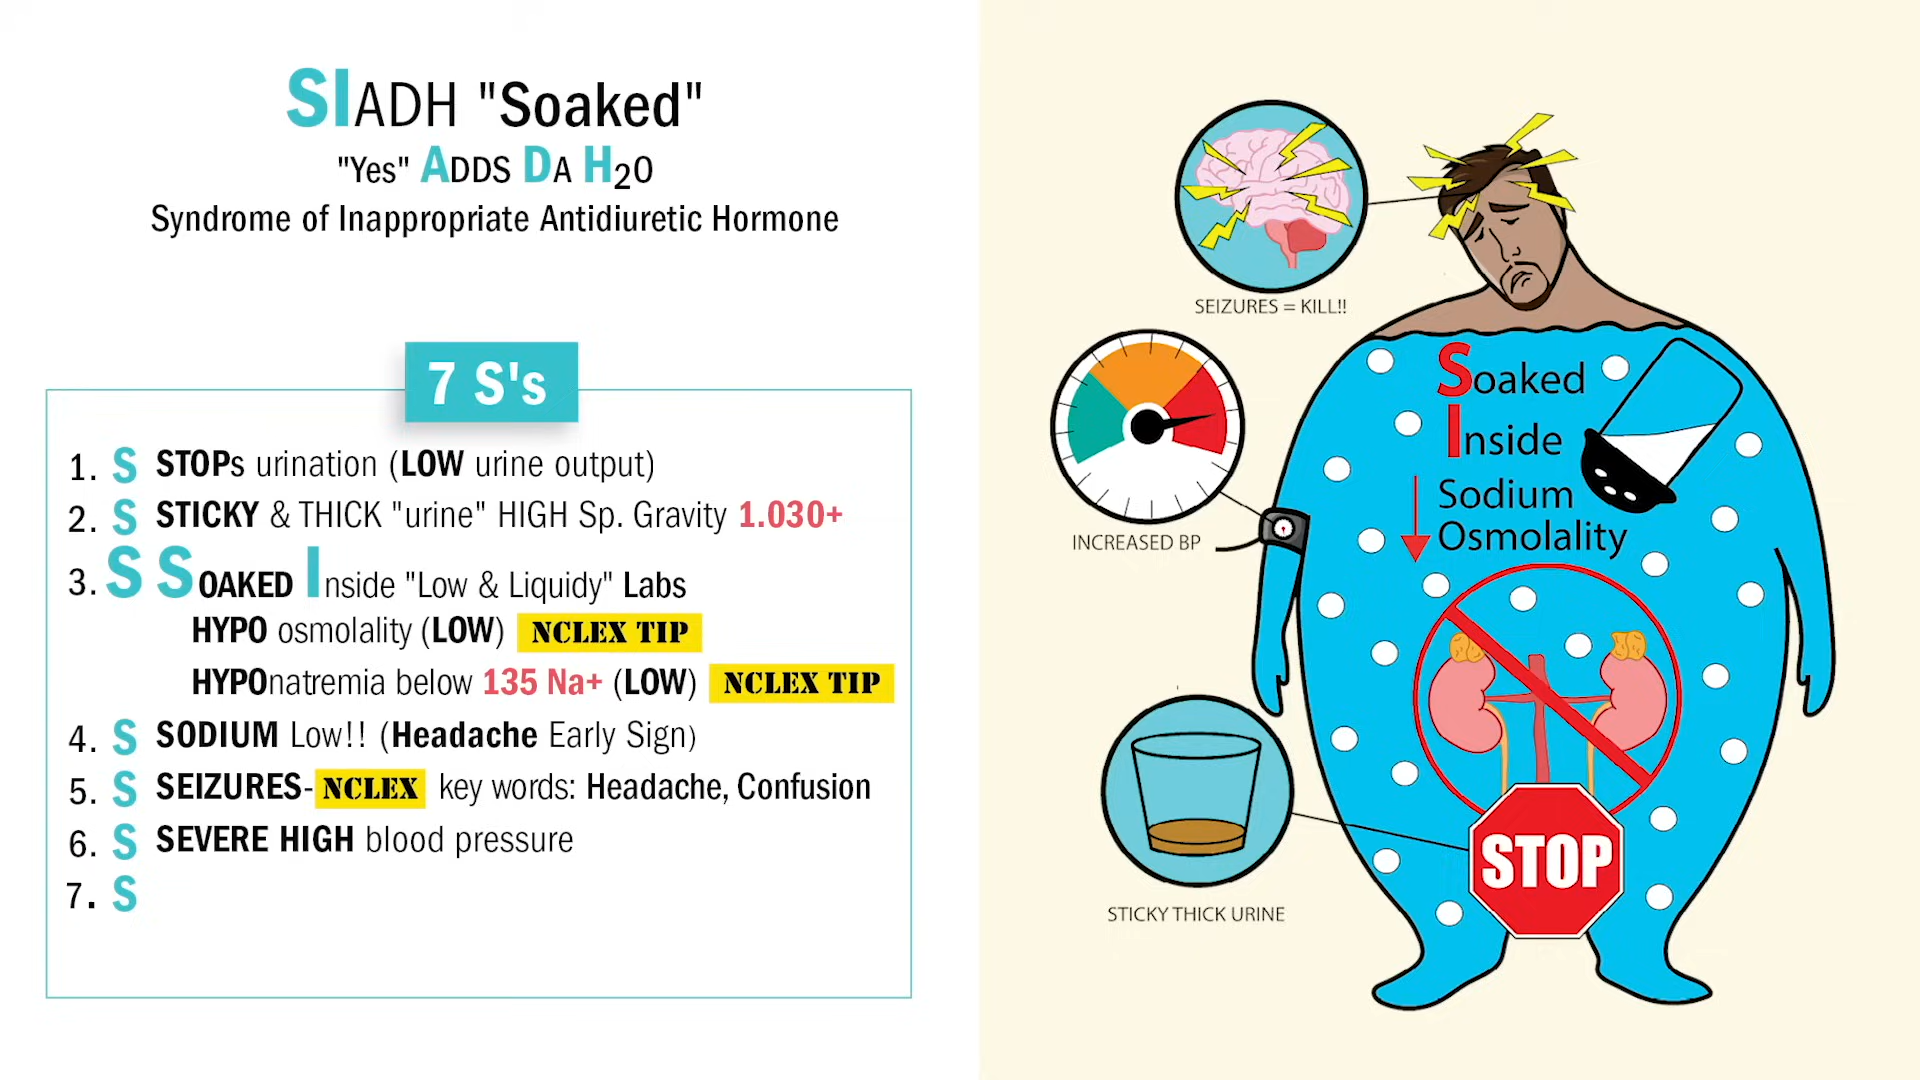 SIADH "Soaked"
"Yes" ADDS DA H2O
Syndrome of Inappropriate Antidiuretic Hormone
7 S's
1. S STOPs urination (LOW urine output)
2. S STICKY & THICK "urine" HIGH Sp. Gravity 1.030+
3. S SOAKED Inside "Low & Liquidy" Labs
HYPO osmolality (LOW) NCLEX TIP
HYPOnatremia below 135 Na+ (LOW) NCLEX TIP
4. S SODIUM Low!! (Headache Early Sign)
5. S SEIZURES- NCLEX key words: Headache, Confusion
6. S SEVERE HIGH blood pressure
7. S
SEIZURES = KILL!!
INCREASED BP
STICKY THICK URINE
Soaked
Inside
Sodium
Osmolality
STOP